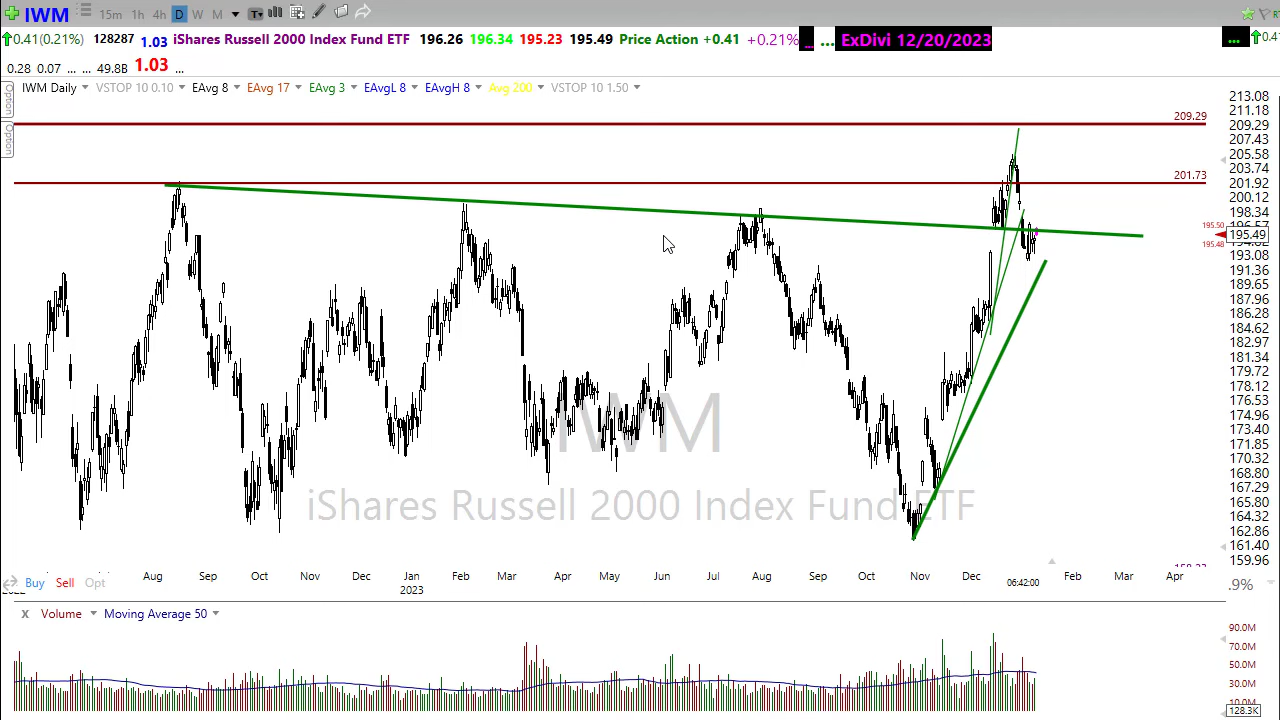 IWM 15m 1h 4h D W M
0.41(0.21%) 128287 1.03 iShares Russell 2000 Index Fund ETF 196.26 196.34 195.23 195.49 Price Action +0.41 +0.21% ... ... ExDivi 12/20/2023 ... 0.41
0.28 0.07 ... ... 49.8B 1.03 ...
Option
Option
IWM Daily VSTOP 10 0.10 EAvg 8 EAvg 17 EAvg 3 EAvgL 8 EAvgH 8 Avg 200 VSTOP 10 1.50
213.08
211.18
209.29
209.29
207.43
205.58
203.74
201.73
201.92
200.12
198.34
195.50
195.49
195.48
193.08
191.36
189.65
187.96
186.28
184.62
182.97
181.34
179.72
178.12
176.53
174.96
173.40
171.85
170.32
168.80
167.29
165.80
164.32
162.86
161.40
159.96
IWM
iShares Russell 2000 Index Fund ETF
Buy Sell Opt
Aug Sep Oct Nov Dec Jan Feb Mar Apr May Jun Jul Aug Sep Oct Nov Dec 06:42:00 Feb Mar Apr
2023
.9%
X Volume Moving Average 50
90.0M
70.0M
50.0M
30.0M
10.0M
128.3K